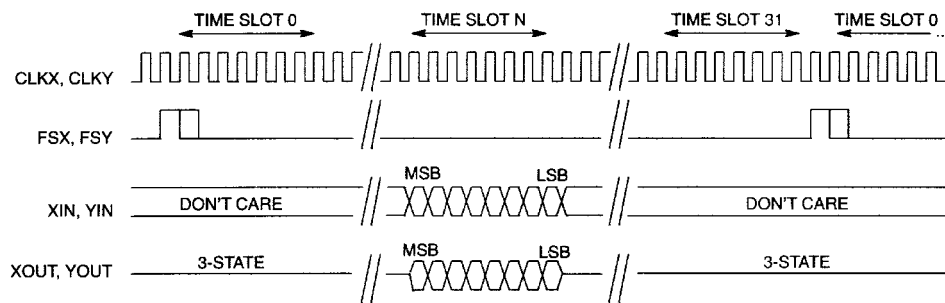 TIME SLOT 0 TIME SLOT N TIME SLOT 31 TIME SLOT 0
...
CLKX, CLKY
FSX, FSY
MSB LSB
XIN, YIN DON'T CARE DON'T CARE
MSB LSB
XOUT, YOUT 3-STATE 3-STATE